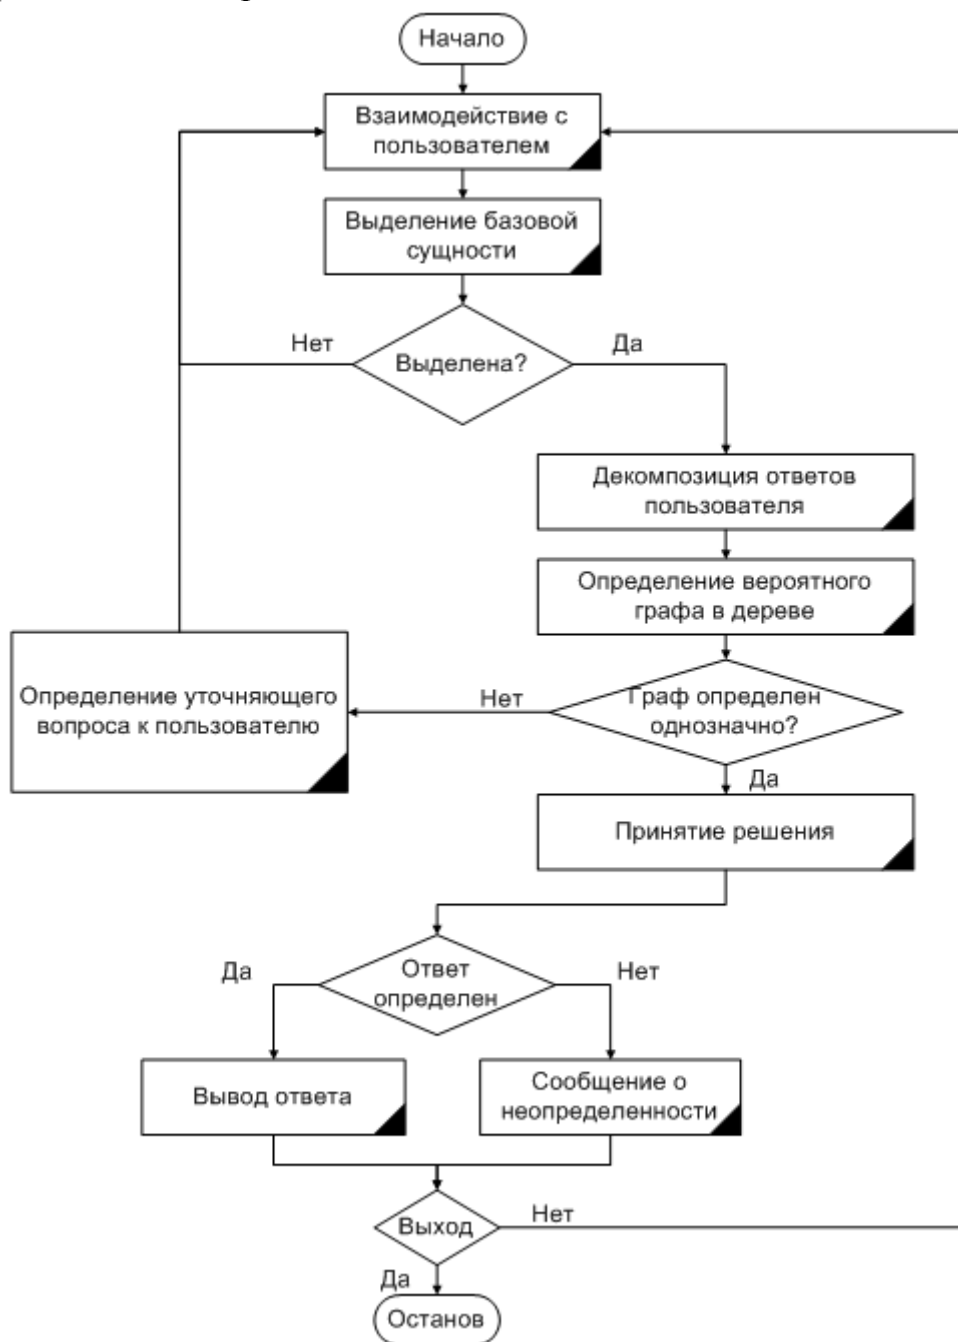 Начало
Взаимодействие с
пользователем
Выделение базовой
сущности
Нет
Выделена?
Да
Декомпозиция ответов
пользователя
Определение вероятного
графа в дереве
Определение уточняющего
вопроса к пользователю
Нет
Граф определен
однозначно?
Да
Принятие решения
Да
Ответ
определен
Нет
Вывод ответа
Сообщение о
неопределенности
Выход
Нет
Да
Останов